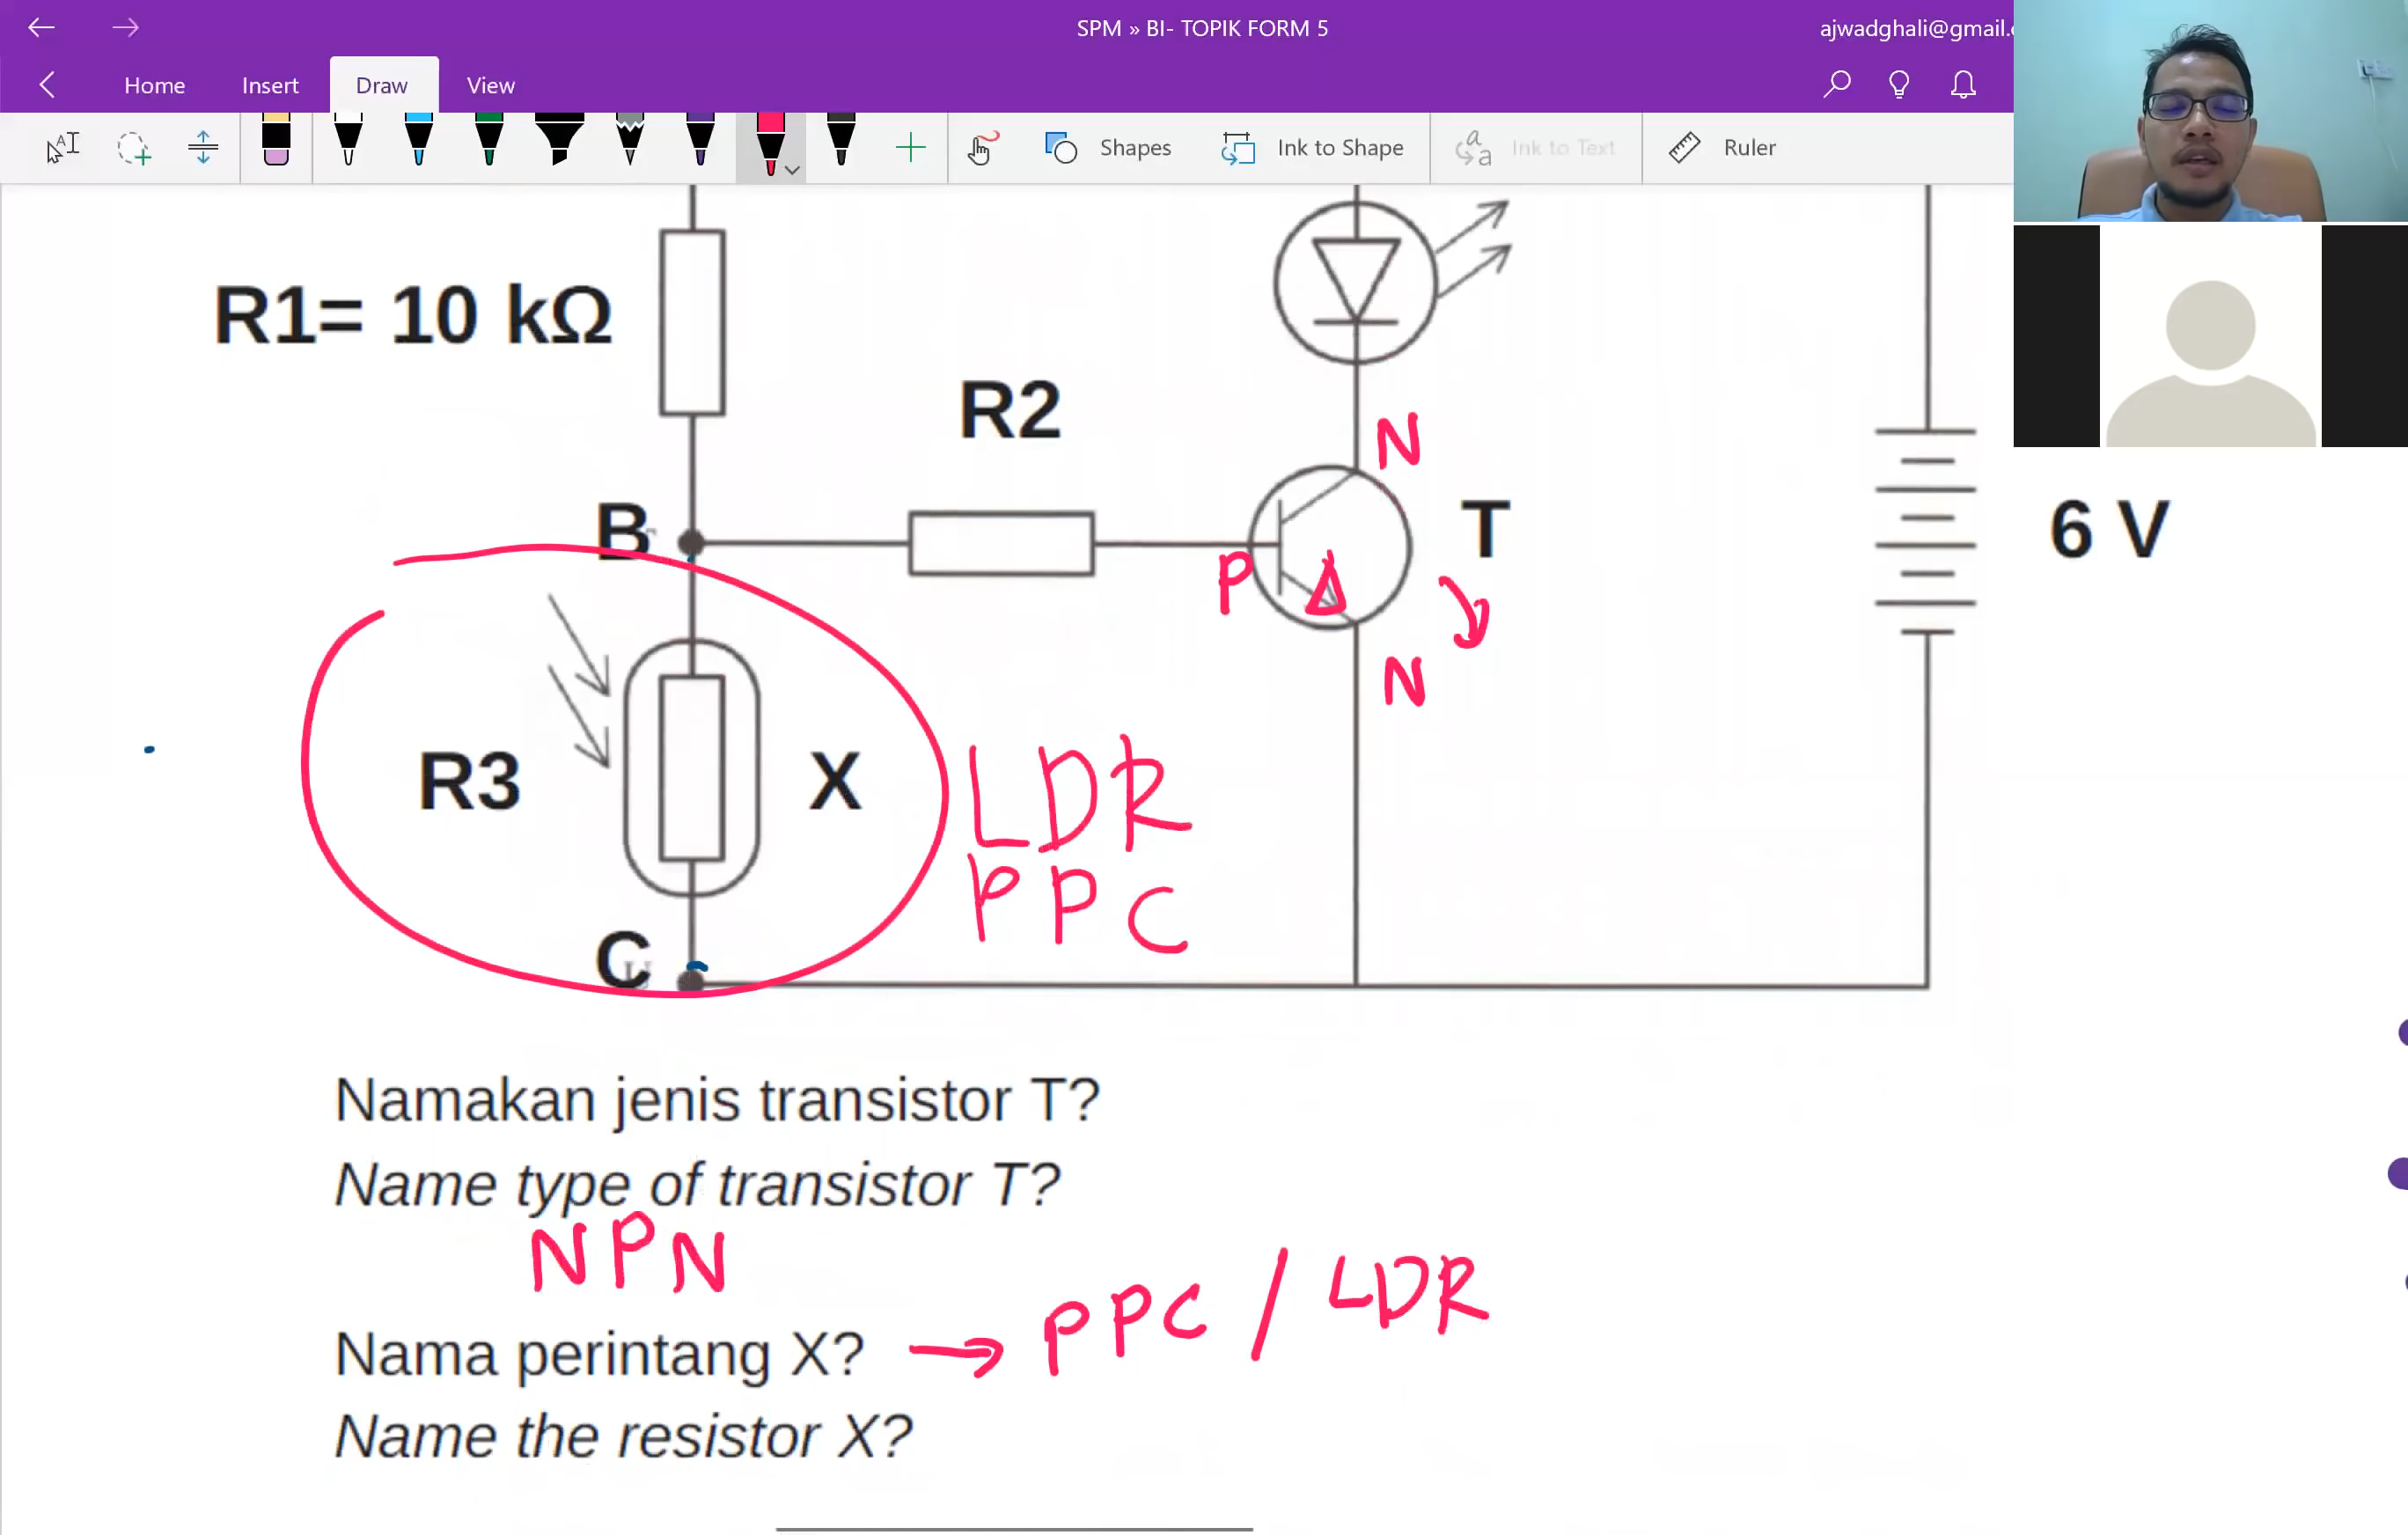 SPM » BI- TOPIK FORM 5
ajwadghali@gmail.
Home Insert Draw View
Shapes Ink to Shape Ink to Text Ruler
R1= 10 kΩ
R2
N
B
T
6 V
P
N
R3
X
LDR
PPC
C
Namakan jenis transistor T?
Name type of transistor T?
NPN
Nama perintang X? → PPC / LDR
Name the resistor X?